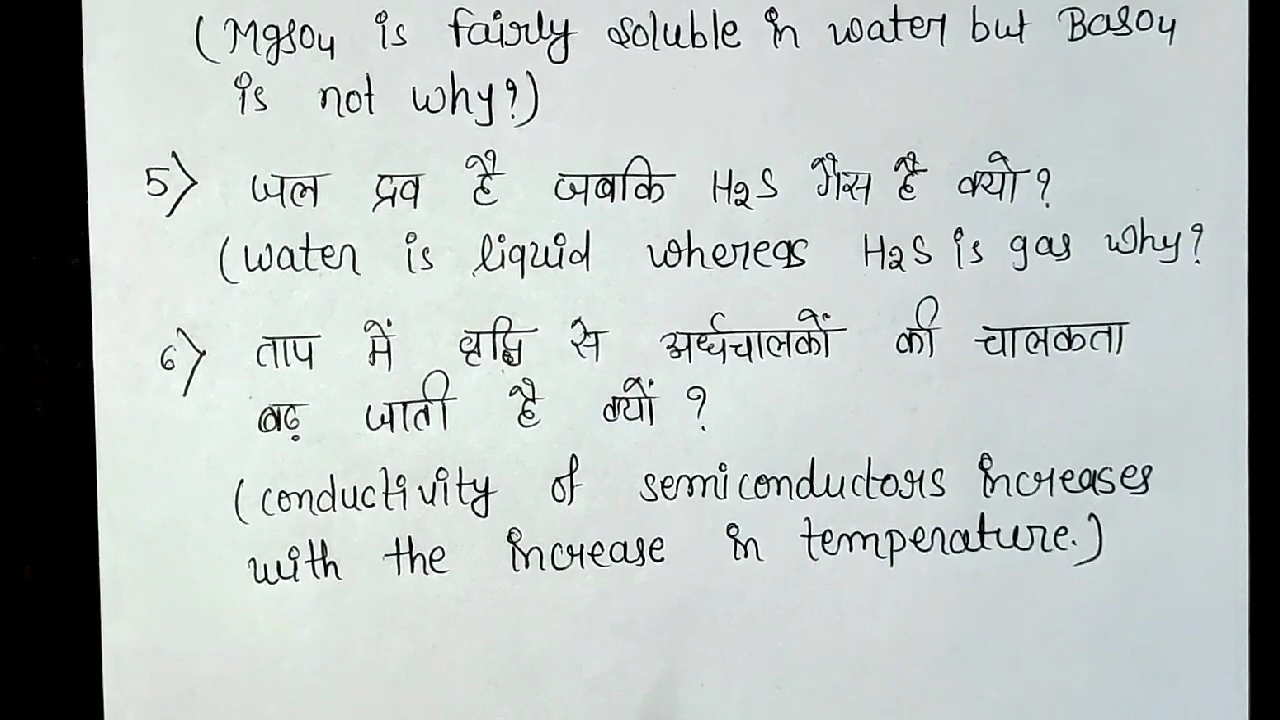 (MgSO4 is fairly soluble in water but BaSO4
is not why?)
5) जल द्रव है जबकि H2S गैस है क्यो?
(water is liquid whereas H2S is gas why?
6) ताप में वृद्धि से अर्धचालकों की चालकता
बढ़ जाती है क्यों ?
(conductivity of semiconductors increases
with the increase in temperature.)